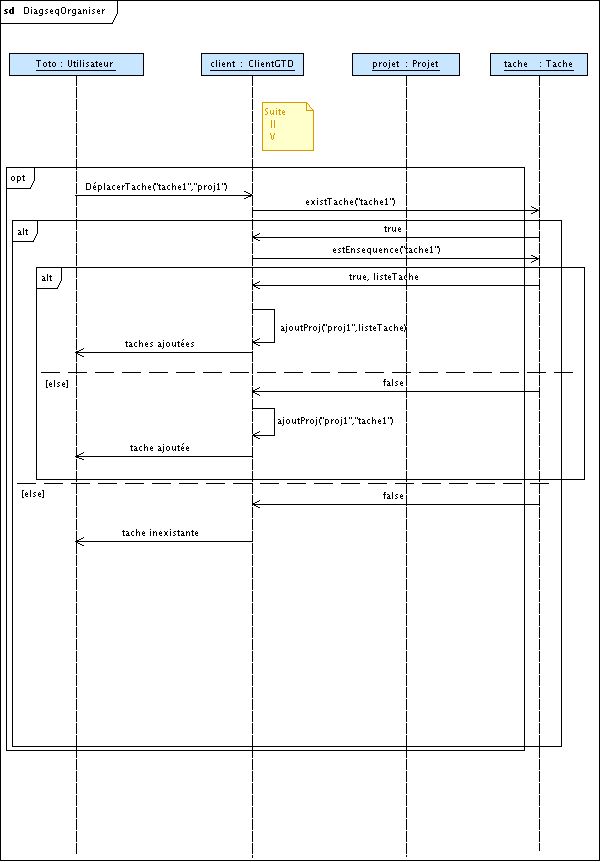 sd DiagseqOrganiser
Toto : Utilisateur
client : ClientGTD
projet : Projet
tache : Tache
Suite
||
V
opt
DéplacerTache("tache1","proj1")
existTache("tache1")
alt
true
estEnsequence("tache1")
alt
true, listeTache
ajoutProj("proj1",listeTache)
taches ajoutées
[else]
false
ajoutProj("proj1","tache1")
tache ajoutée
[else]
false
tache inexistante